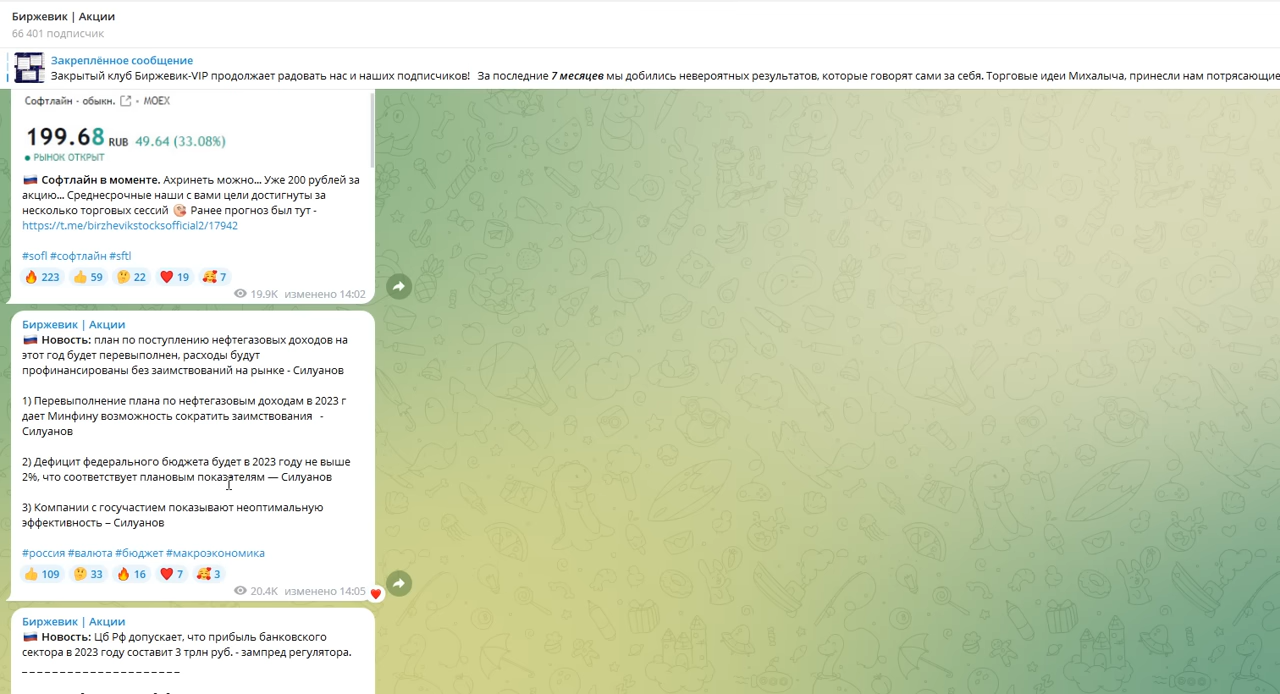 Биржевик | Акции
66 401 подписчик
Закреплённое сообщение
Закрытый клуб Биржевик-VIP продолжает радовать нас и наших подписчиков! За последние 7 месяцев мы добились невероятных результатов, которые говорят сами за себя. Торговые идеи Михалыча, принесли нам потрясающие
Софтлайн - обыкн. • MOEX
199.68 RUB 49.64 (33.08%)
● РЫНОК ОТКРЫТ
🇷🇺 Софтлайн в моменте. Ахринеть можно... Уже 200 рублей за
акцию... Среднесрочные наши с вами цели достигнуты за
несколько торговых сессий 😘 Ранее прогноз был тут -
https://t.me/birzhevikstocksofficial2/17942
#sofl #софтлайн #sftl
🔥 223 👍 59 🤔 22 ❤️ 19 🥰 7
19.9K изменено 14:02
Биржевик | Акции
🇷🇺 Новость: план по поступлению нефтегазовых доходов на
этот год будет перевыполнен, расходы будут
профинансированы без заимствований на рынке - Силуанов
1) Перевыполнение плана по нефтегазовым доходам в 2023 г
дает Минфину возможность сократить заимствования -
Силуанов
2) Дефицит федерального бюджета будет в 2023 году не выше
2%, что соответствует плановым показателям — Силуанов
3) Компании с госучастием показывают неоптимальную
эффективность – Силуанов
#россия #валюта #бюджет #макроэкономика
👍 109 🤔 33 🔥 16 ❤️ 7 🥰 3
20.4K изменено 14:05
Биржевик | Акции
🇷🇺 Новость: Цб Рф допускает, что прибыль банковского
сектора в 2023 году составит 3 трлн руб. - зампред регулятора.